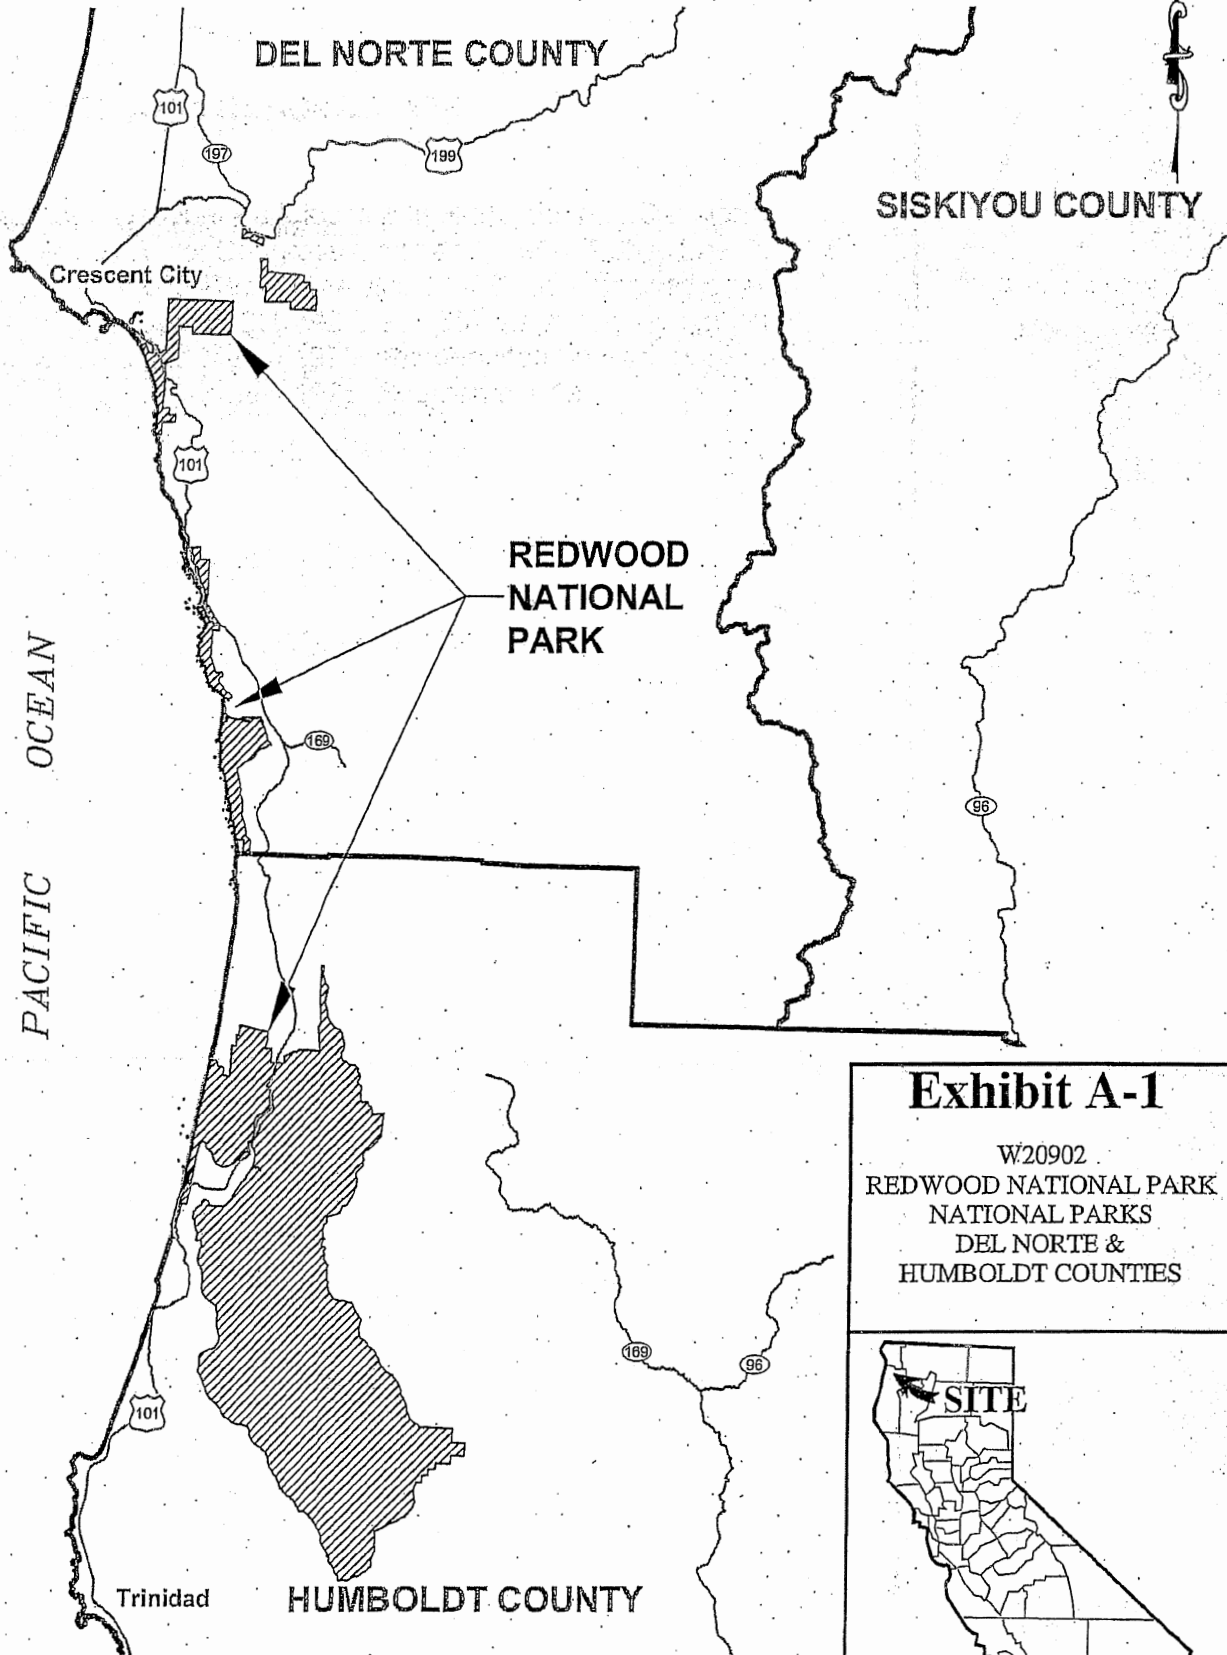 DEL NORTE COUNTY
101
197
199
SISKIYOU COUNTY
Crescent City
101
REDWOOD
NATIONAL
PARK
OCEAN
169
96
PACIFIC
Exhibit A-1
W20902
REDWOOD NATIONAL PARK
NATIONAL PARKS
DEL NORTE &
HUMBOLDT COUNTIES
169
96
SITE
101
Trinidad
HUMBOLDT COUNTY